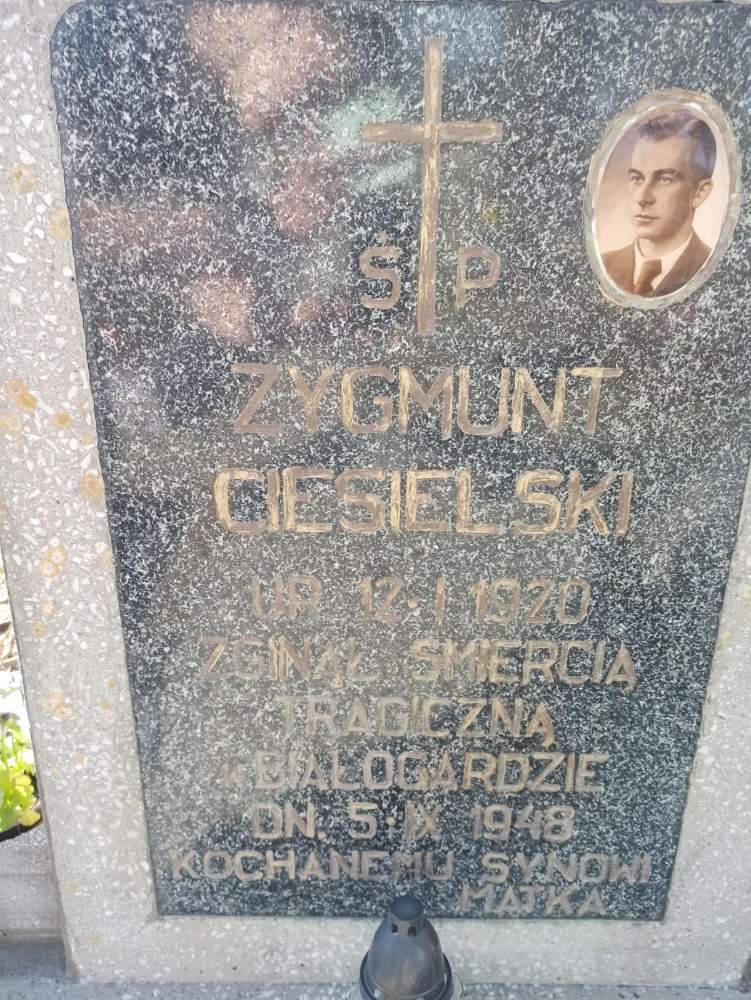 Ś P
ZYGMUNT
CIESIELSKI
UR. 12·I 1920
ZGINĄŁ ŚMIERCIĄ
TRAGICZNĄ
w BIAŁOGARDZIE
DN. 5·IX 1948
KOCHANEMU SYNOWI
MATKA